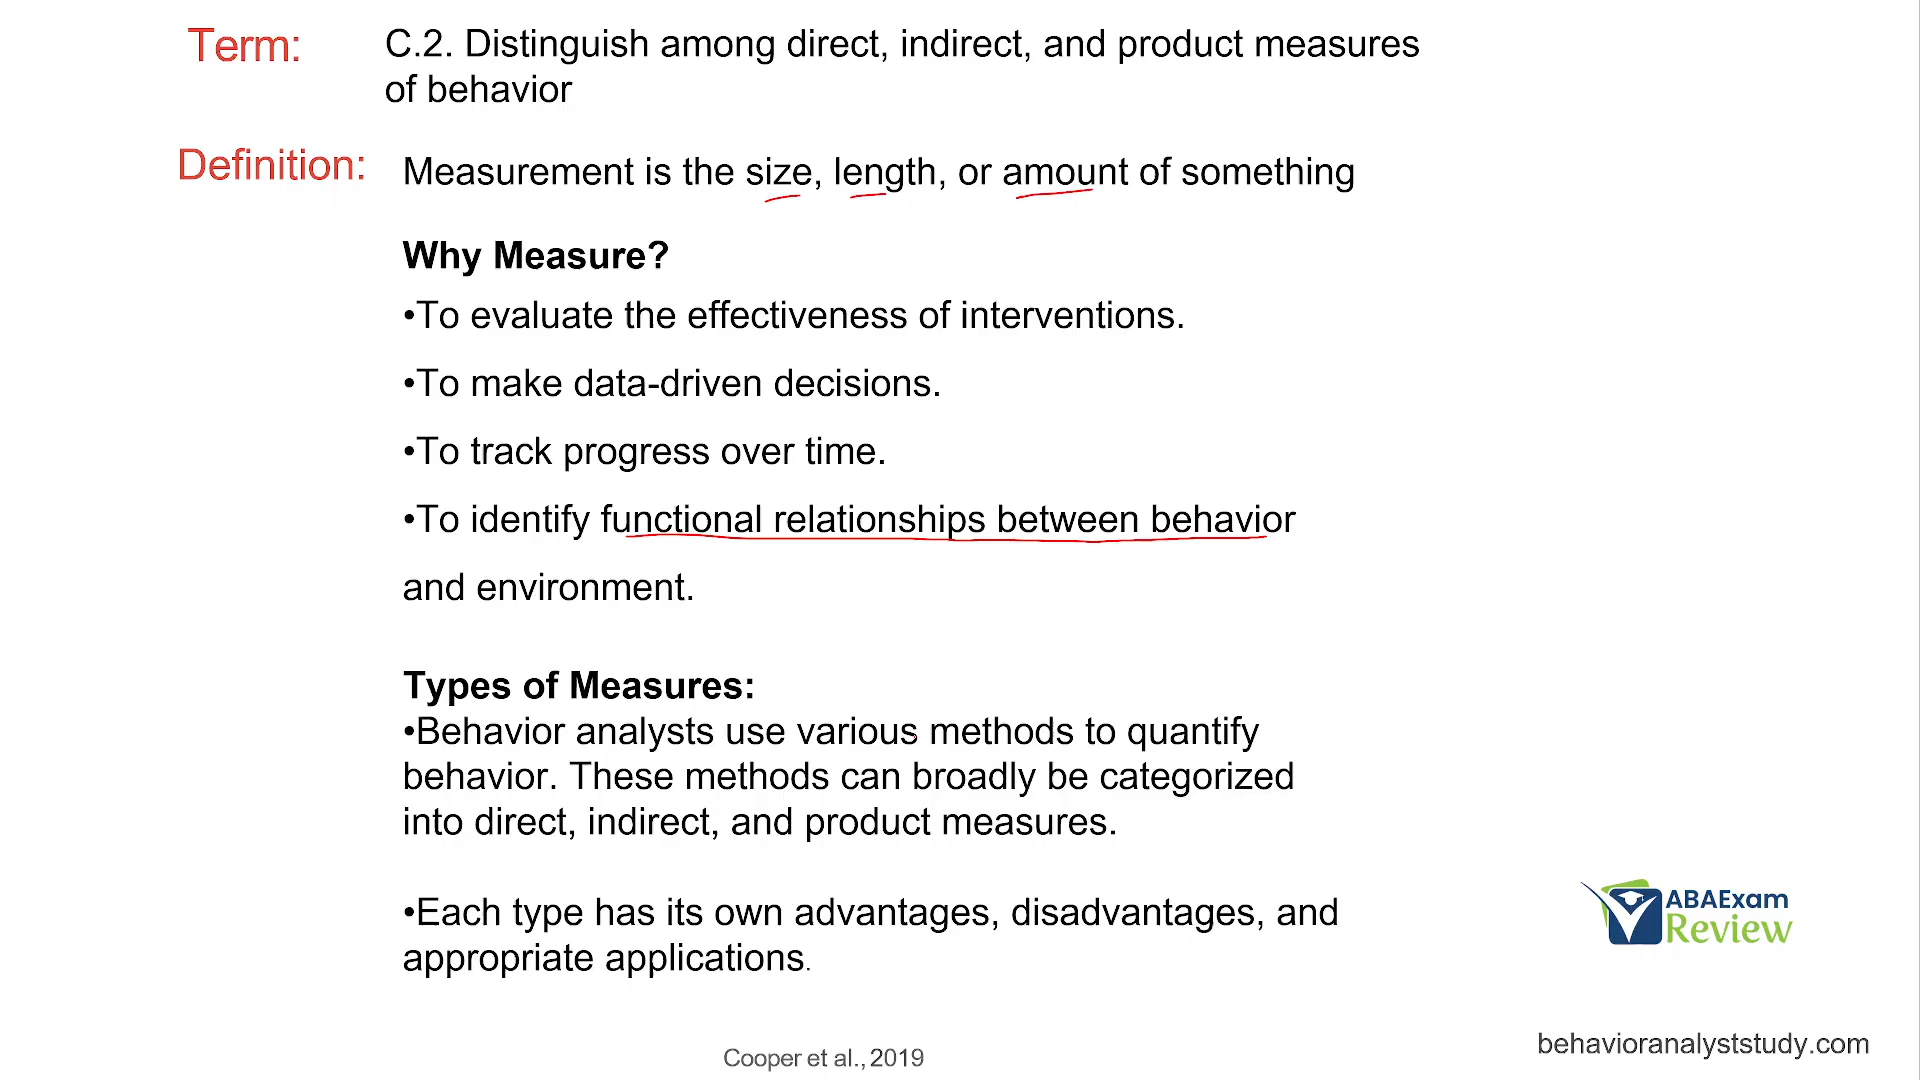 Term:
C.2. Distinguish among direct, indirect, and product measures
of behavior
Definition:
Measurement is the size, length, or amount of something
Why Measure?
•To evaluate the effectiveness of interventions.
•To make data-driven decisions.
•To track progress over time.
•To identify functional relationships between behavior
and environment.
Types of Measures:
•Behavior analysts use various methods to quantify
behavior. These methods can broadly be categorized
into direct, indirect, and product measures.
•Each type has its own advantages, disadvantages, and
appropriate applications.
ABAExam
Review
behavioranalyststudy.com
Cooper et al., 2019